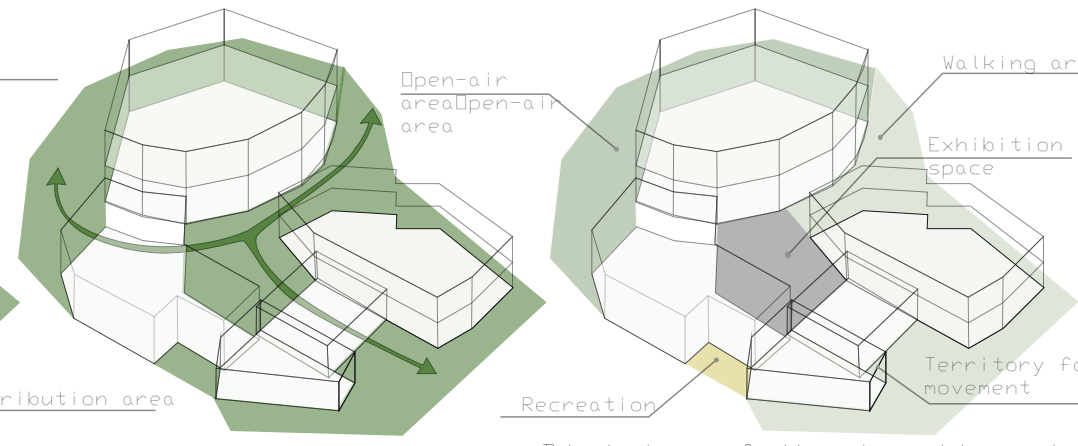 ▯pen-air
area▯pen-air
area
ribution area
Walking ar
Exhibition
space
Territory fo
movement
Recreation